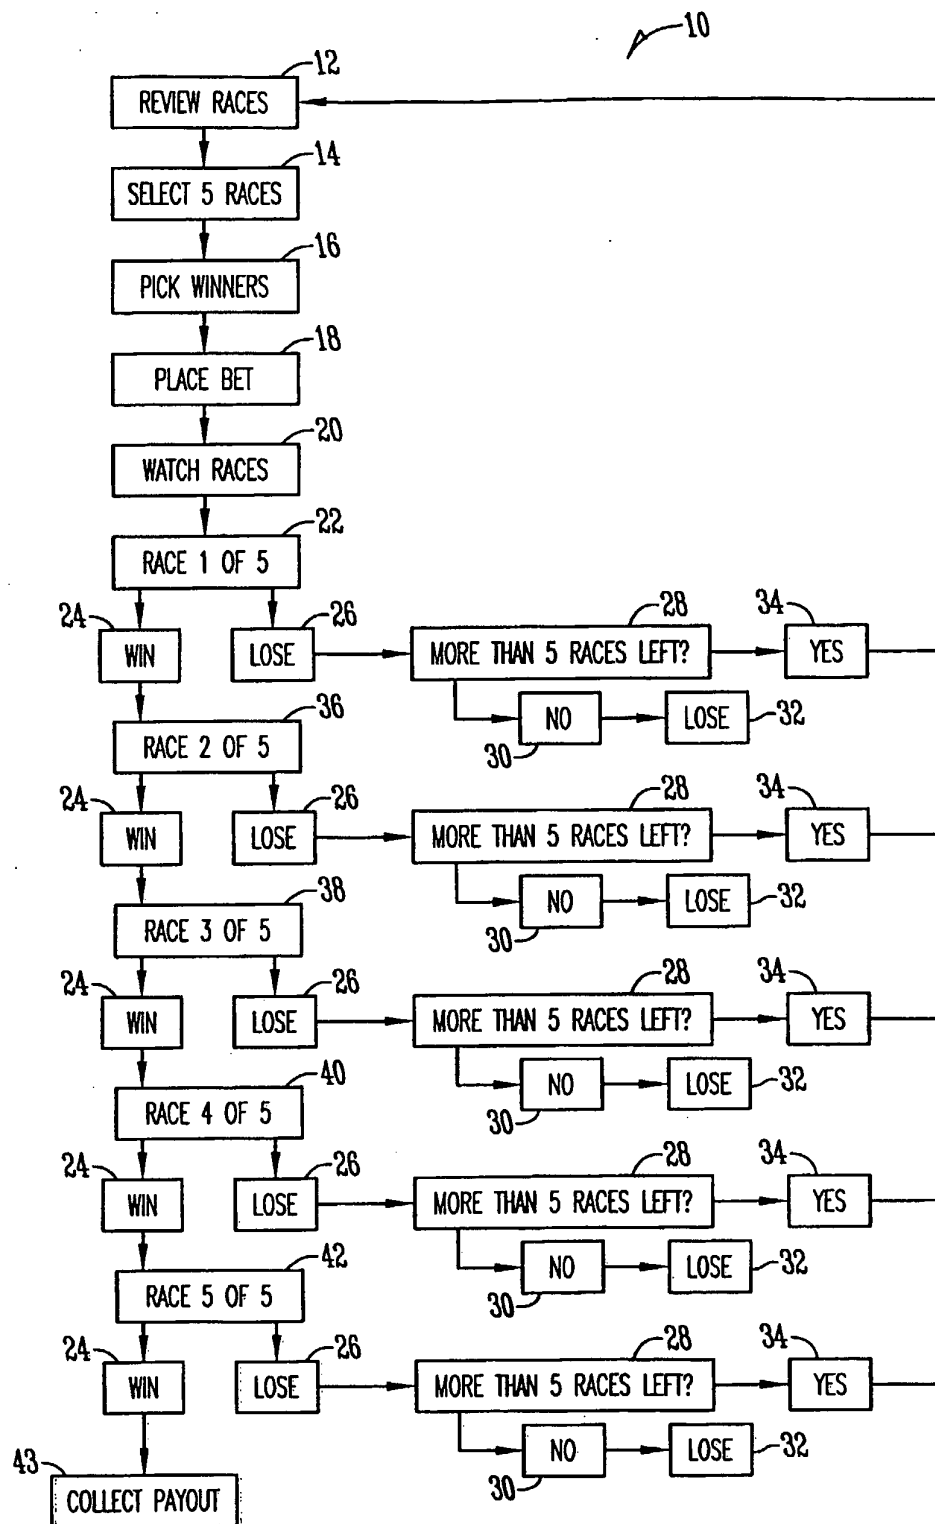 10
12
REVIEW RACES
14
SELECT 5 RACES
16
PICK WINNERS
18
PLACE BET
20
WATCH RACES
22
RACE 1 OF 5
24
26
28
34
WIN
LOSE
MORE THAN 5 RACES LEFT?
YES
NO
LOSE
32
30
36
RACE 2 OF 5
24
26
28
34
WIN
LOSE
MORE THAN 5 RACES LEFT?
YES
NO
LOSE
32
30
38
RACE 3 OF 5
24
26
28
34
WIN
LOSE
MORE THAN 5 RACES LEFT?
YES
NO
LOSE
32
30
40
RACE 4 OF 5
24
26
28
34
WIN
LOSE
MORE THAN 5 RACES LEFT?
YES
NO
LOSE
32
30
42
RACE 5 OF 5
24
26
28
34
WIN
LOSE
MORE THAN 5 RACES LEFT?
YES
NO
LOSE
32
30
43
COLLECT PAYOUT